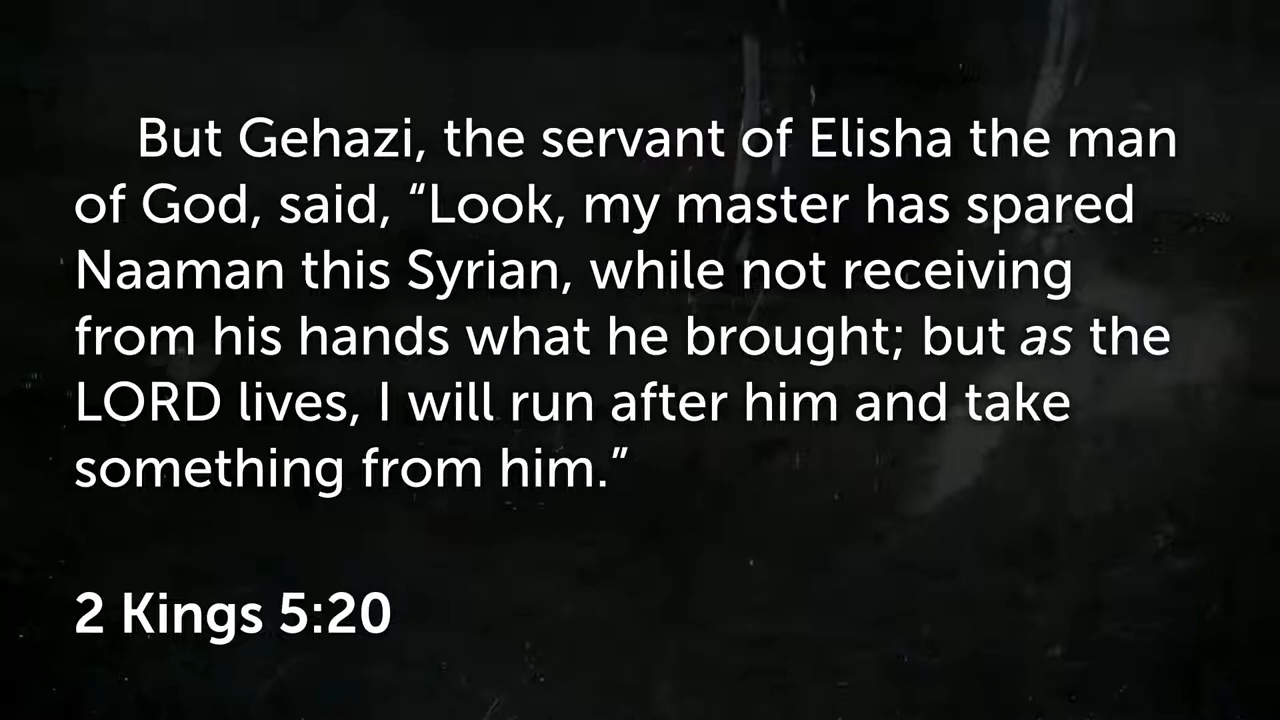 But Gehazi, the servant of Elisha the man
of God, said, “Look, my master has spared
Naaman this Syrian, while not receiving
from his hands what he brought; but as the
LORD lives, I will run after him and take
something from him.”
2 Kings 5:20